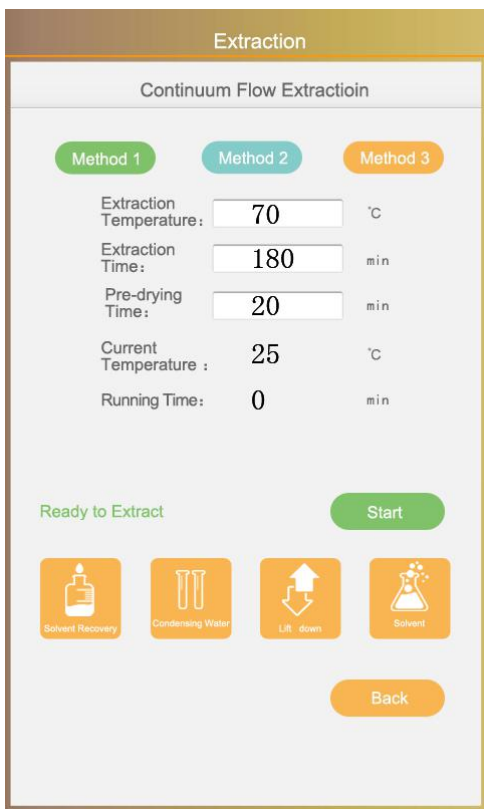 Extraction
Continuum Flow Extractioin
Method 1 Method 2 Method 3
Extraction
Temperature: 70 °C
Extraction
Time: 180 min
Pre-drying
Time: 20 min
Current
Temperature : 25 °C
Running Time: 0 min
Ready to Extract Start
Solvent Recovery Condensing Water Lift down Solvent
Back